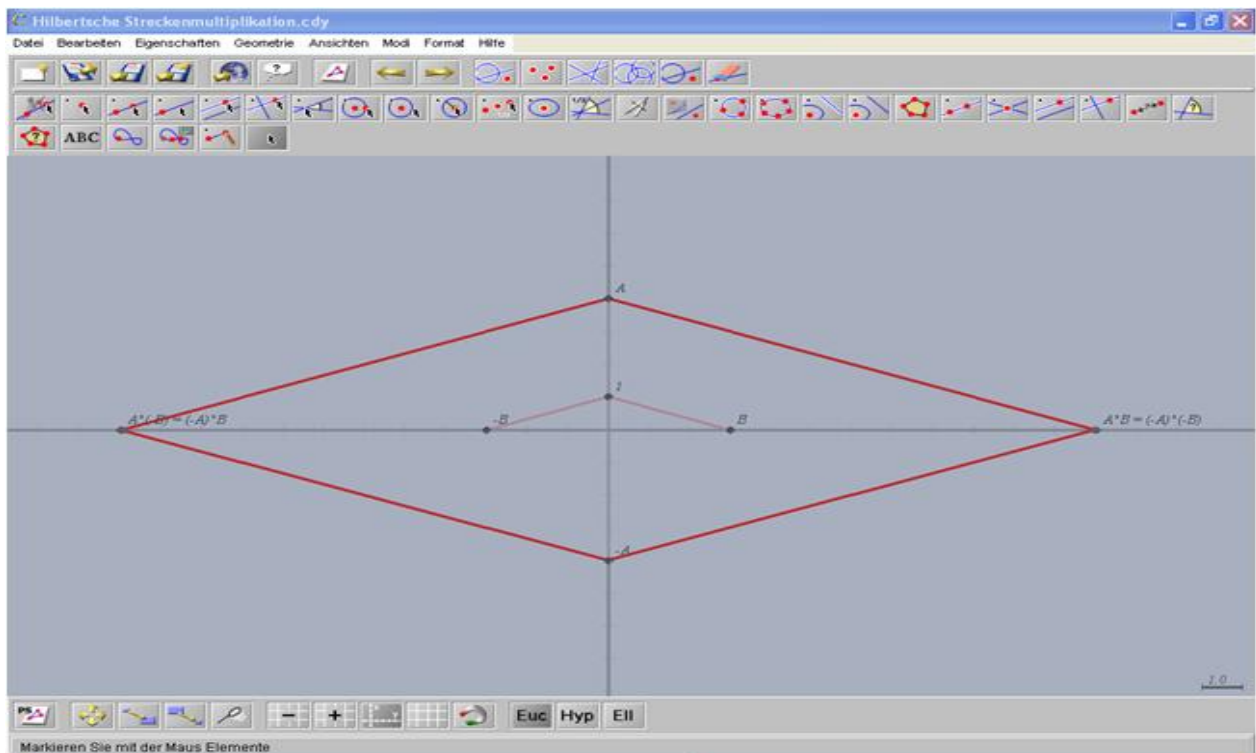 Hilbertsche Streckenmultiplikation.cdy
Datei Bearbeiten Eigenschaften Geometrie Ansichten Modi Format Hilfe
ABC
A
1
A*(-B) = (-A)*B
-B
B
A*B = (-A)*(-B)
-A
1.0
PS
Euc Hyp Ell
Markieren Sie mit der Maus Elemente